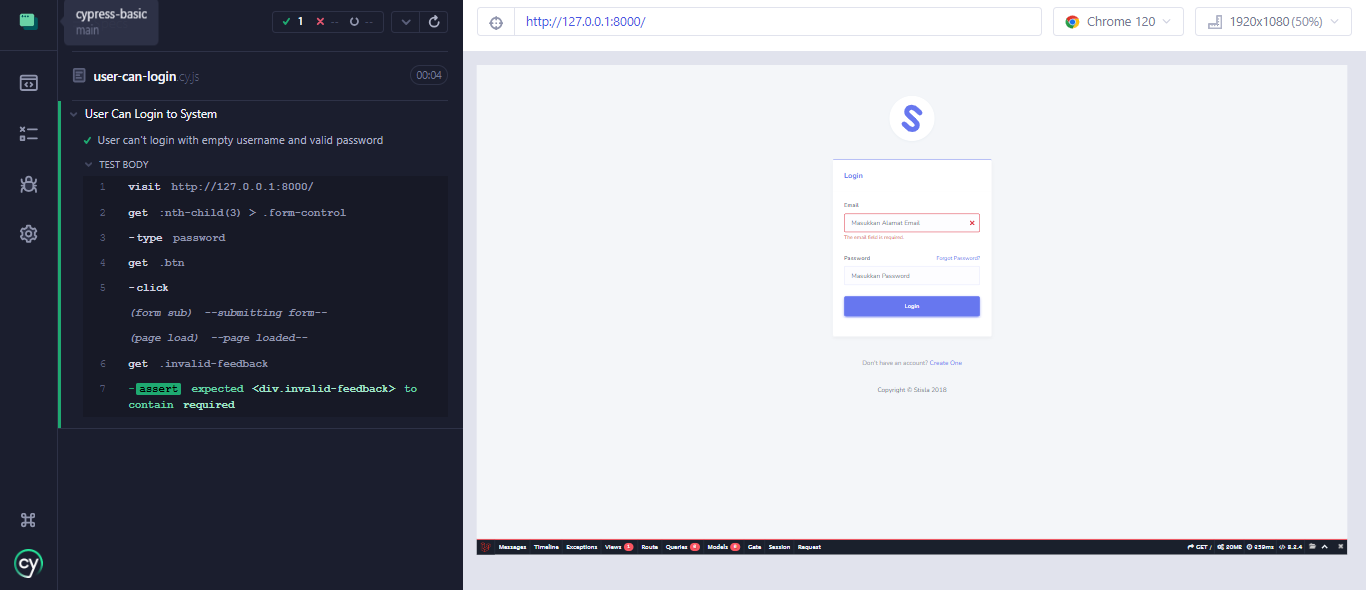 cypress-basic
main
1 -- --
user-can-login cy.js
00:04
User Can Login to System
User can't login with empty username and valid password
TEST BODY
1 visit http://127.0.0.1:8000/
2 get :nth-child(3) > .form-control
3 -type password
4 get .btn
5 -click
(form sub) --submitting form--
(page load) --page loaded--
6 get .invalid-feedback
7 -assert expected <div.invalid-feedback> to
contain required
cy
http://127.0.0.1:8000/
Chrome 120
1920x1080 (50%)
Login
Email
Masukkan Alamat Email
The email field is required.
Password
Forgot Password?
Masukkan Password
Login
Don't have an account? Create One
Copyright © Stisla 2018
Messages Timeline Exceptions Views Route Queries Models Gate Session Request
GET / 20MB 959ms 8.2.4